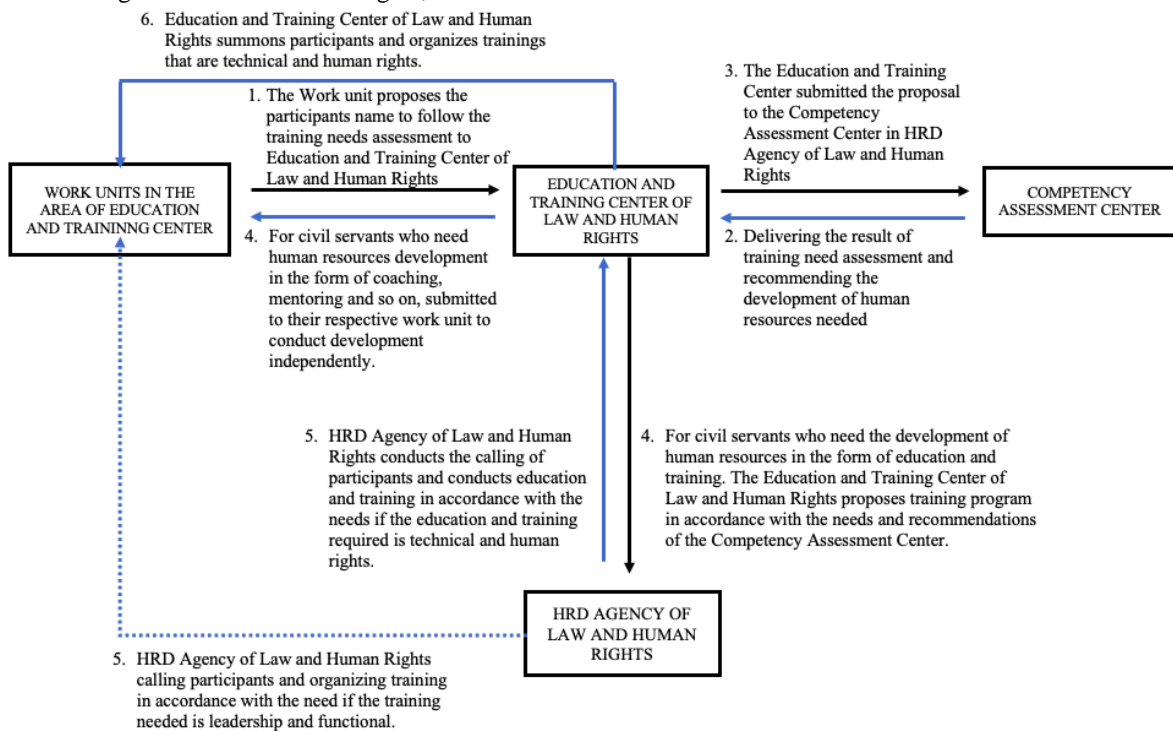 6. Education and Training Center of Law and Human
Rights summons participants and organizes trainings
that are technical and human rights.
1. The Work unit proposes the
participants name to follow the
training needs assessment to
Education and Training Center of
Law and Human Rights
3. The Education and Training
Center submitted the proposal
to the Competency
Assessment Center in HRD
Agency of Law and Human
Rights
WORK UNITS IN THE
AREA OF EDUCATION
AND TRAININNG CENTER
EDUCATION AND
TRAINING CENTER OF
LAW AND HUMAN
RIGHTS
COMPETENCY
ASSESSMENT CENTER
4. For civil servants who need
human resources development
in the form of coaching,
mentoring and so on, submitted
to their respective work unit to
conduct development
independently.
2. Delivering the result of
training need assessment and
recommending the
development of human
resources needed
5. HRD Agency of Law and Human
Rights conducts the calling of
participants and conducts education
and training in accordance with the
needs if the education and training
required is technical and human
rights.
4. For civil servants who need the development of
human resources in the form of education and
training. The Education and Training Center of
Law and Human Rights proposes training program
in accordance with the needs and recommendations
of the Competency Assessment Center.
HRD AGENCY OF
LAW AND HUMAN
RIGHTS
5. HRD Agency of Law and Human Rights
calling participants and organizing training
in accordance with the need if the training
needed is leadership and functional.